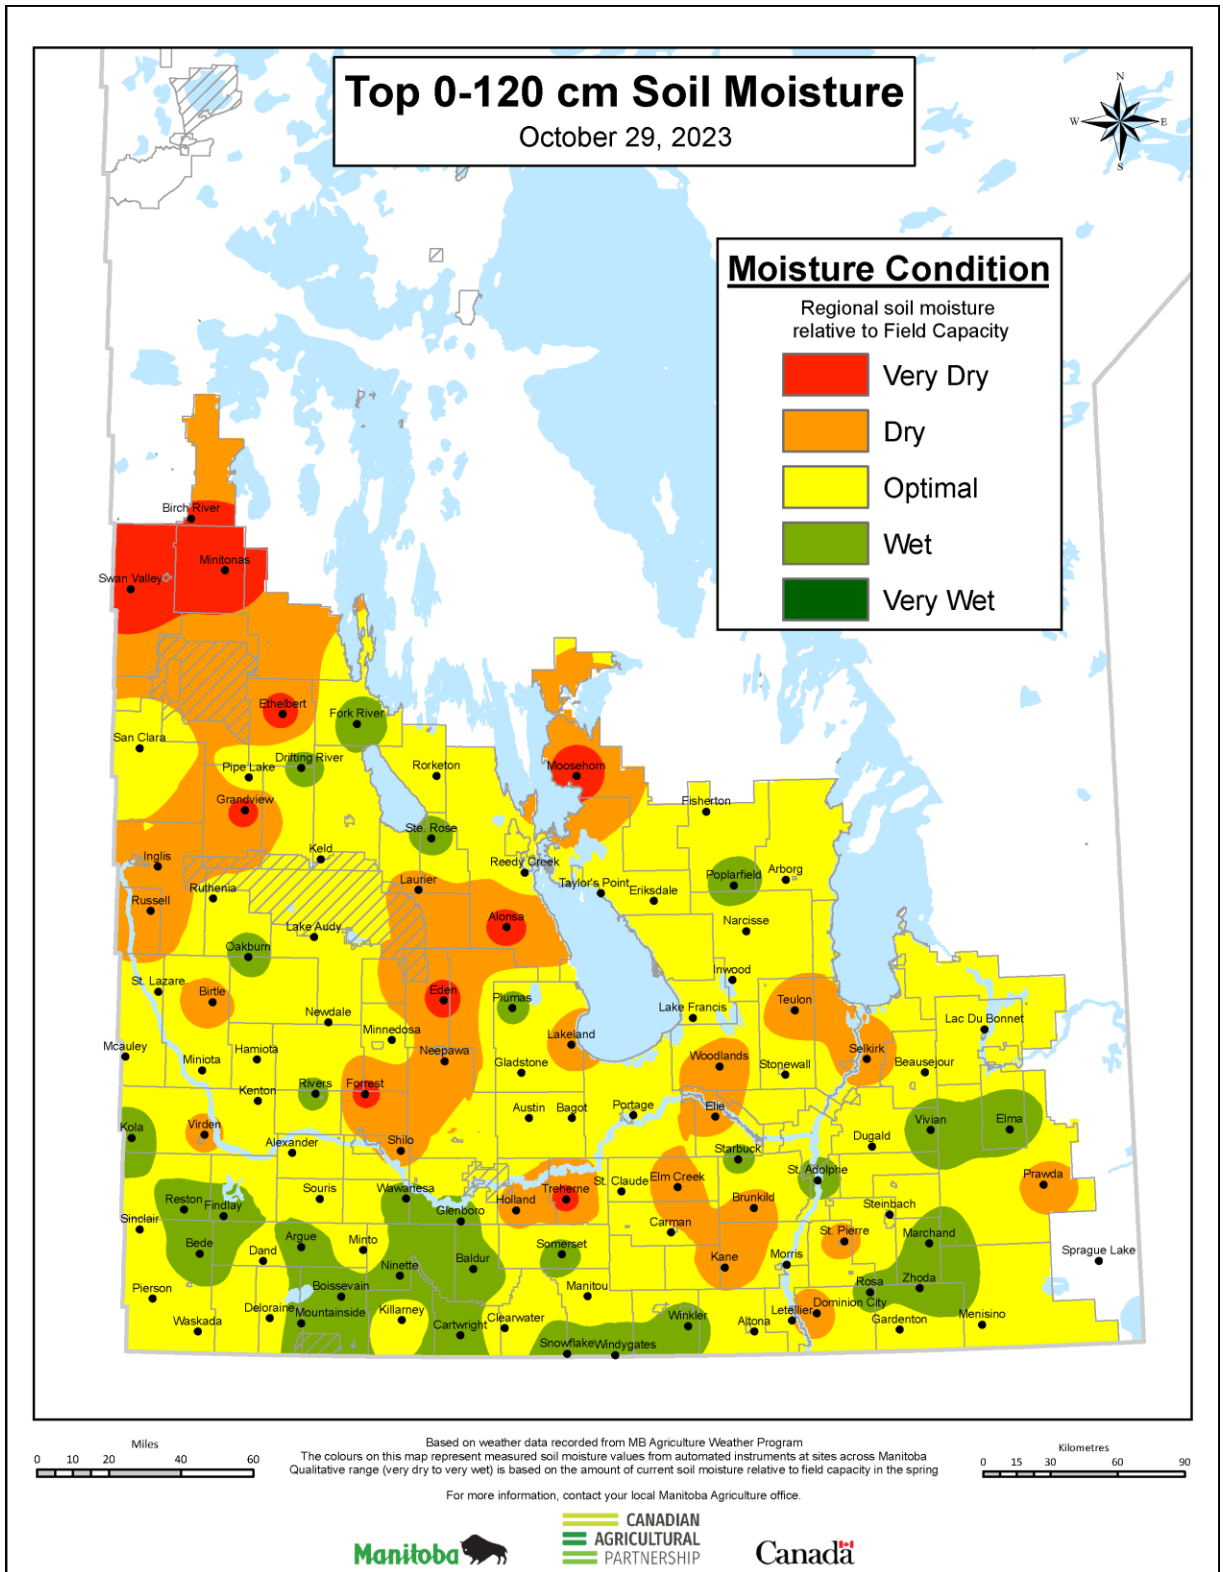 Top 0-120 cm Soil Moisture
October 29, 2023
N
W
E
S
Moisture Condition
Regional soil moisture
relative to Field Capacity
Very Dry
Dry
Optimal
Wet
Very Wet
Birch River
Minitonas
Swan Valley
Ethelbert
Fork River
San Clara
Drifting River
Pipe Lake
Rorketon
Moosehorn
Grandview
Fisherton
Ste. Rose
Keld
Inglis
Reedy Creek
Laurier
Poplarfield
Arborg
Ruthenia
Taylor's Point
Eriksdale
Russell
Alonsa
Narcisse
Lake Audy
Oakburn
Inwood
St. Lazare
Birtle
Eden
Plumas
Teulon
Newdale
Lake Francis
Lac Du Bonnet
Minnedosa
Lakeland
Mcauley
Hamiota
Neepawa
Woodlands
Selkirk
Miniota
Gladstone
Stonewall
Beausejour
Kenton
Rivers
Forrest
Austin
Bagot
Portage
Elie
Kola
Virden
Vivian
Elma
Alexander
Shilo
Dugald
Starbuck
St. Adolphe
Prawda
Souris
Wawanesa
Holland
Treherne
St. Claude
Elm Creek
Reston
Findlay
Brunkild
Steinbach
Sinclair
Glenboro
Carman
St. Pierre
Marchand
Bede
Argue
Minto
Dand
Baldur
Somerset
Kane
Morris
Sprague Lake
Ninette
Pierson
Boissevain
Manitou
Rosa
Zhoda
Deloraine
Mountainside
Killarney
Waskada
Cartwright
Clearwater
Winkler
Altona
Letellier
Dominion City
Gardenton
Menisino
Snowflake
Windygates
Miles
0 10 20 40 60
Based on weather data recorded from MB Agriculture Weather Program
The colours on this map represent measured soil moisture values from automated instruments at sites across Manitoba
Qualitative range (very dry to very wet) is based on the amount of current soil moisture relative to field capacity in the spring
For more information, contact your local Manitoba Agriculture office.
Kilometres
0 15 30 60 90
Manitoba
CANADIAN
AGRICULTURAL
PARTNERSHIP
Canada